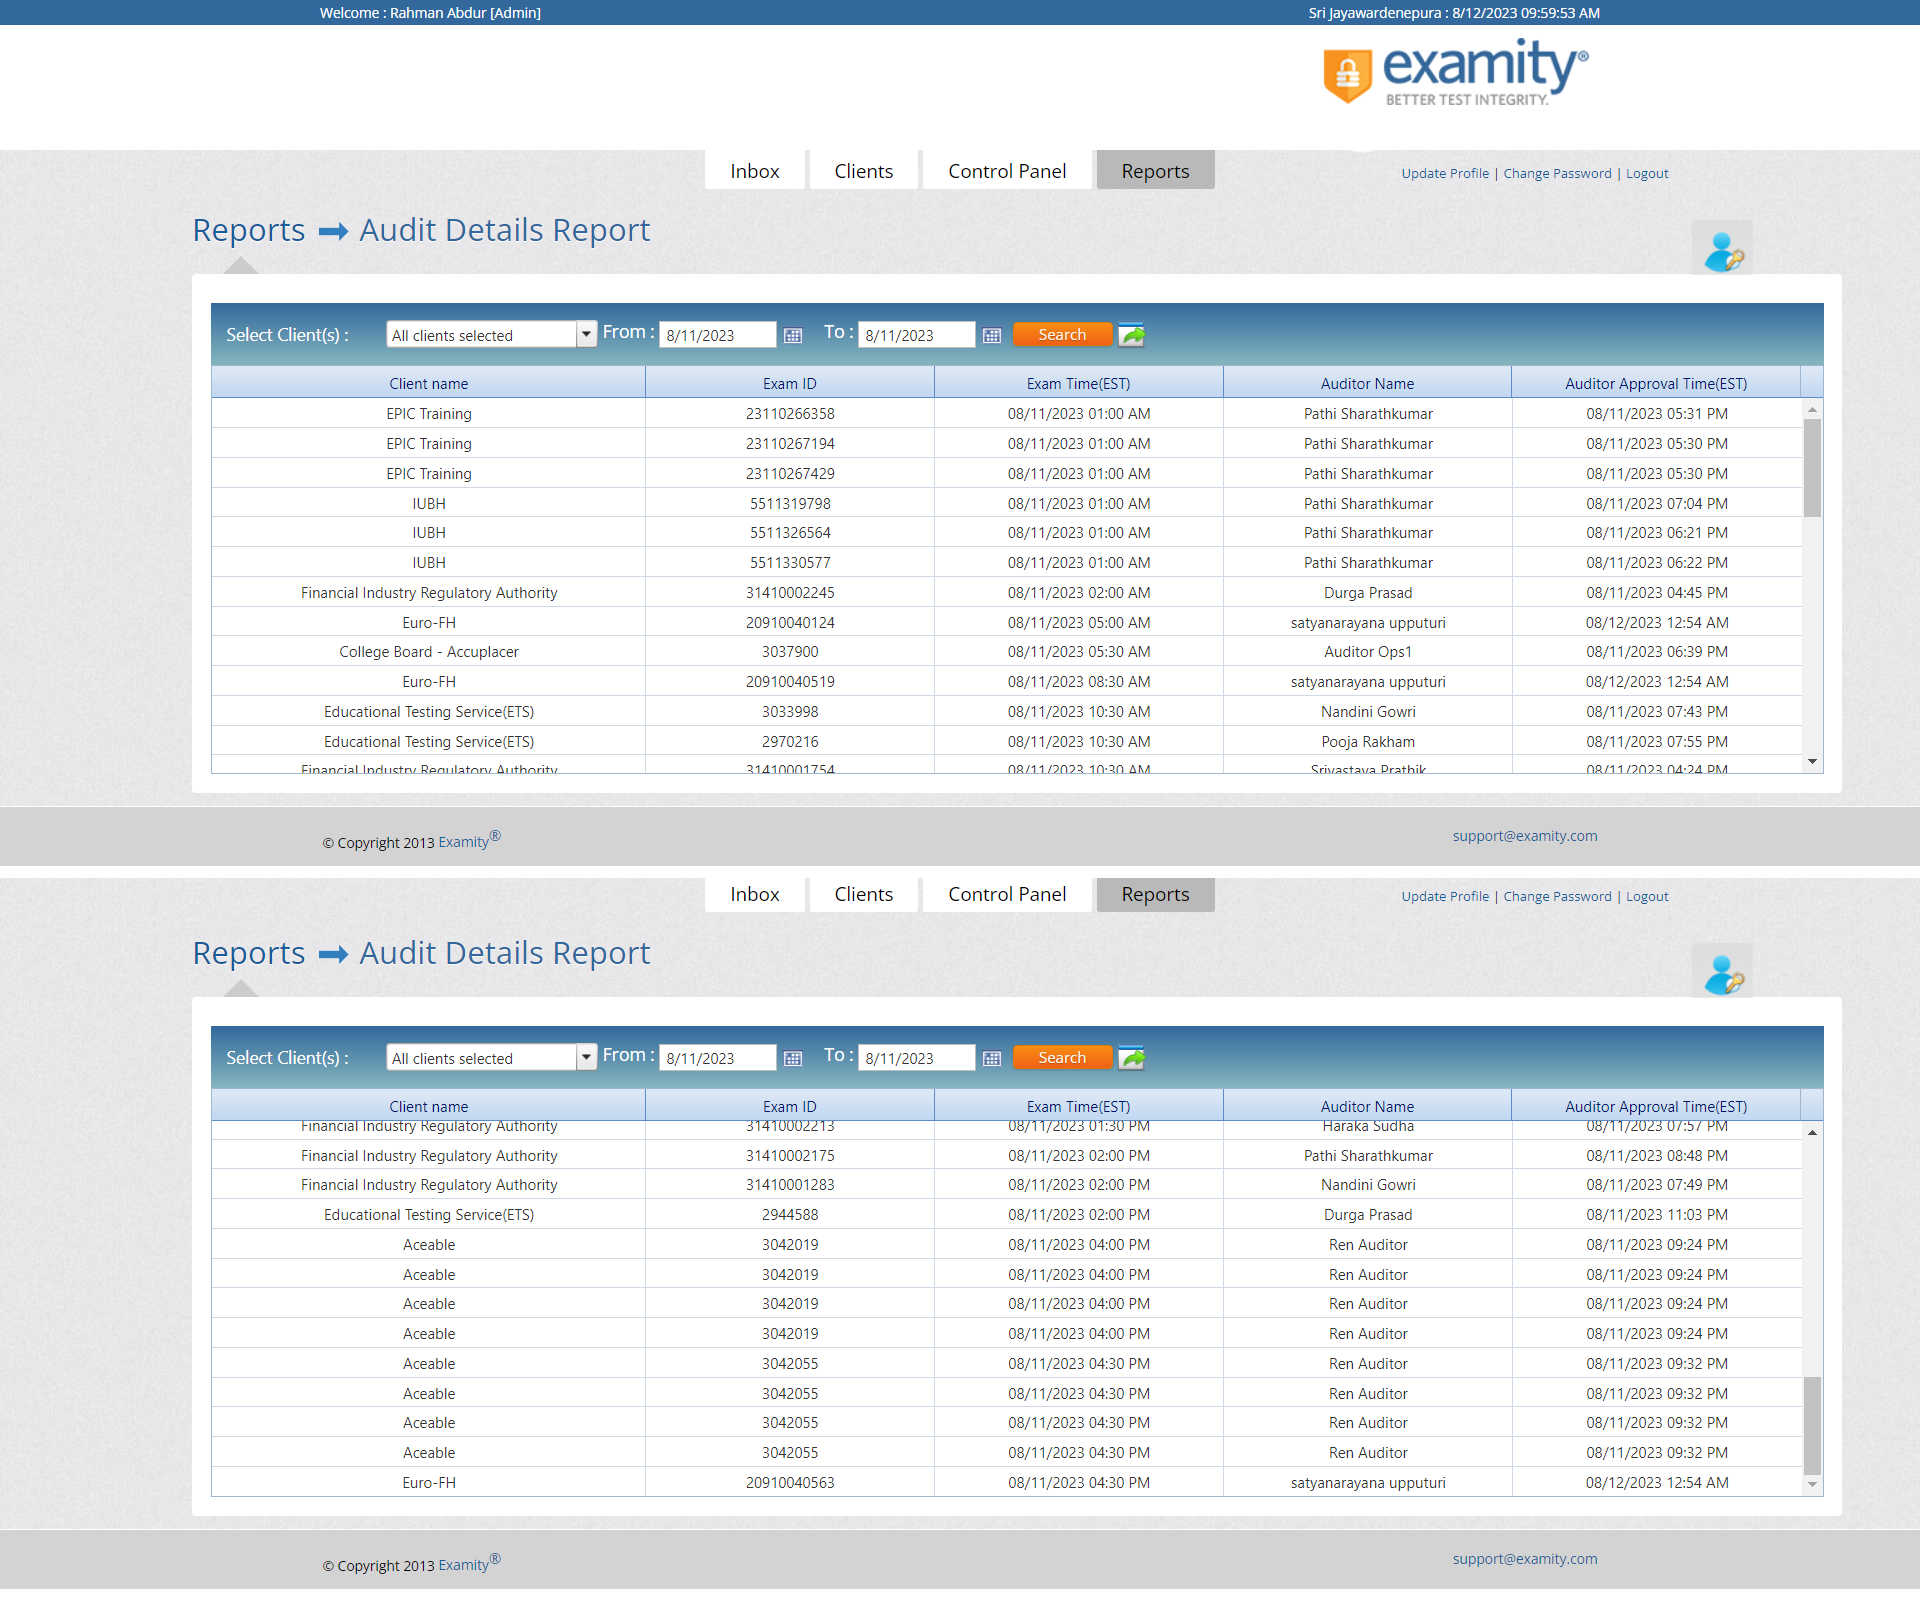 Welcome : Rahman Abdur [Admin] Sri Jayawardenepura : 8/12/2023 09:59:53 AM
examity®
BETTER TEST INTEGRITY.
Inbox Clients Control Panel Reports Update Profile | Change Password | Logout
Reports Audit Details Report
Select Client(s) : All clients selected From : 8/11/2023 To : 8/11/2023 Search
Client name Exam ID Exam Time(EST) Auditor Name Auditor Approval Time(EST)
EPIC Training 23110266358 08/11/2023 01:00 AM Pathi Sharathkumar 08/11/2023 05:31 PM
EPIC Training 23110267194 08/11/2023 01:00 AM Pathi Sharathkumar 08/11/2023 05:30 PM
EPIC Training 23110267429 08/11/2023 01:00 AM Pathi Sharathkumar 08/11/2023 05:30 PM
IUBH 5511319798 08/11/2023 01:00 AM Pathi Sharathkumar 08/11/2023 07:04 PM
IUBH 5511326564 08/11/2023 01:00 AM Pathi Sharathkumar 08/11/2023 06:21 PM
IUBH 5511330577 08/11/2023 01:00 AM Pathi Sharathkumar 08/11/2023 06:22 PM
Financial Industry Regulatory Authority 31410002245 08/11/2023 02:00 AM Durga Prasad 08/11/2023 04:45 PM
Euro-FH 20910040124 08/11/2023 05:00 AM satyanarayana upputuri 08/12/2023 12:54 AM
College Board - Accuplacer 3037900 08/11/2023 05:30 AM Auditor Ops1 08/11/2023 06:39 PM
Euro-FH 20910040519 08/11/2023 08:30 AM satyanarayana upputuri 08/12/2023 12:54 AM
Educational Testing Service(ETS) 3033998 08/11/2023 10:30 AM Nandini Gowri 08/11/2023 07:43 PM
Educational Testing Service(ETS) 2970216 08/11/2023 10:30 AM Pooja Rakham 08/11/2023 07:55 PM
Financial Industry Regulatory Authority 31410001754 08/11/2023 10:30 AM Srivastava Prathik 08/11/2023 04:24 PM
© Copyright 2013 Examity® support@examity.com
Inbox Clients Control Panel Reports Update Profile | Change Password | Logout
Reports Audit Details Report
Select Client(s) : All clients selected From : 8/11/2023 To : 8/11/2023 Search
Client name Exam ID Exam Time(EST) Auditor Name Auditor Approval Time(EST)
Financial Industry Regulatory Authority 31410002213 08/11/2023 01:30 PM Haraka Sudha 08/11/2023 07:57 PM
Financial Industry Regulatory Authority 31410002175 08/11/2023 02:00 PM Pathi Sharathkumar 08/11/2023 08:48 PM
Financial Industry Regulatory Authority 31410001283 08/11/2023 02:00 PM Nandini Gowri 08/11/2023 07:49 PM
Educational Testing Service(ETS) 2944588 08/11/2023 02:00 PM Durga Prasad 08/11/2023 11:03 PM
Aceable 3042019 08/11/2023 04:00 PM Ren Auditor 08/11/2023 09:24 PM
Aceable 3042019 08/11/2023 04:00 PM Ren Auditor 08/11/2023 09:24 PM
Aceable 3042019 08/11/2023 04:00 PM Ren Auditor 08/11/2023 09:24 PM
Aceable 3042019 08/11/2023 04:00 PM Ren Auditor 08/11/2023 09:24 PM
Aceable 3042055 08/11/2023 04:30 PM Ren Auditor 08/11/2023 09:32 PM
Aceable 3042055 08/11/2023 04:30 PM Ren Auditor 08/11/2023 09:32 PM
Aceable 3042055 08/11/2023 04:30 PM Ren Auditor 08/11/2023 09:32 PM
Aceable 3042055 08/11/2023 04:30 PM Ren Auditor 08/11/2023 09:32 PM
Euro-FH 20910040563 08/11/2023 04:30 PM satyanarayana upputuri 08/12/2023 12:54 AM
© Copyright 2013 Examity® support@examity.com